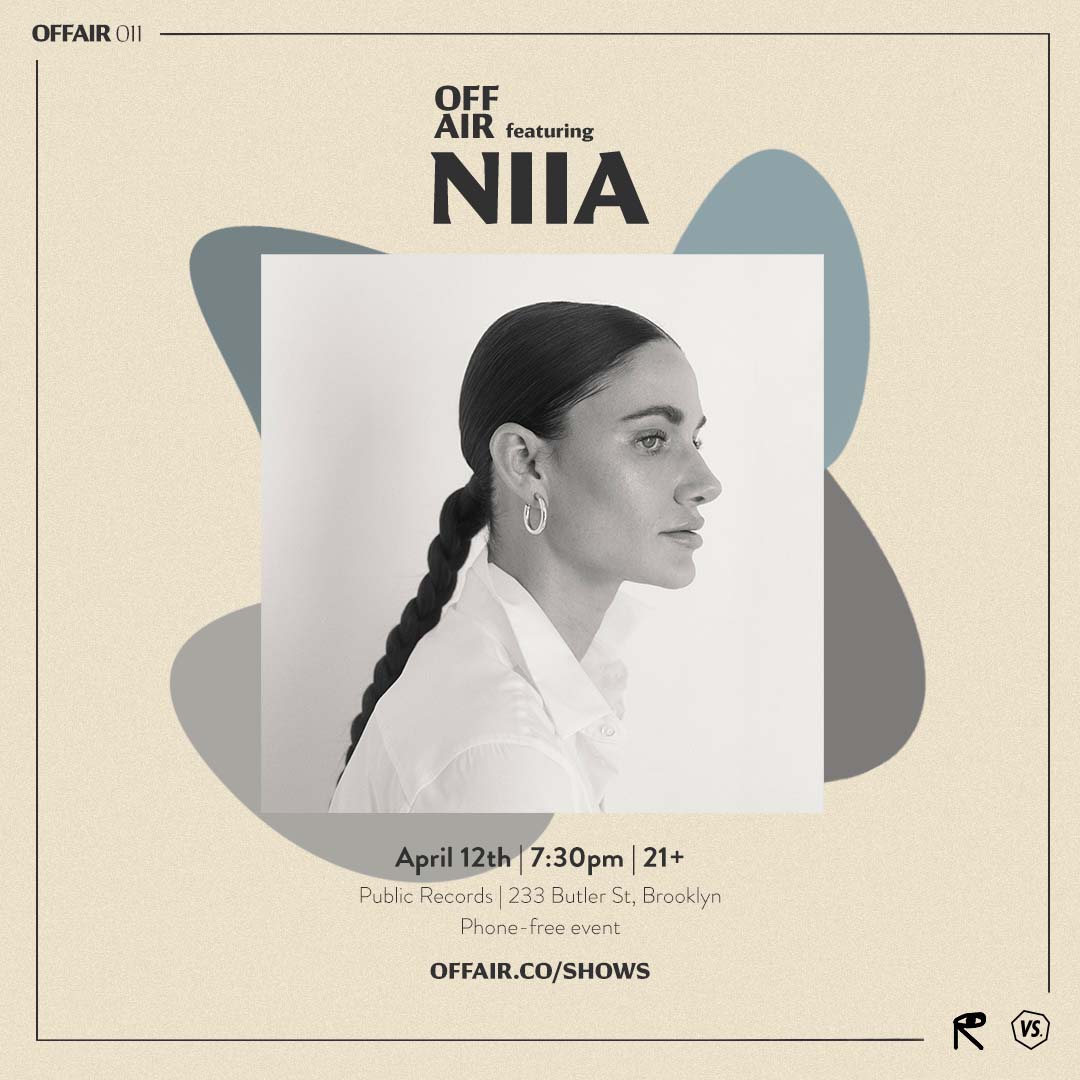 OFFAIR 011
OFF
AIR featuring
NIIA
April 12th | 7:30pm | 21+
Public Records | 233 Butler St, Brooklyn
Phone-free event
OFFAIR.CO/SHOWS
R VS.